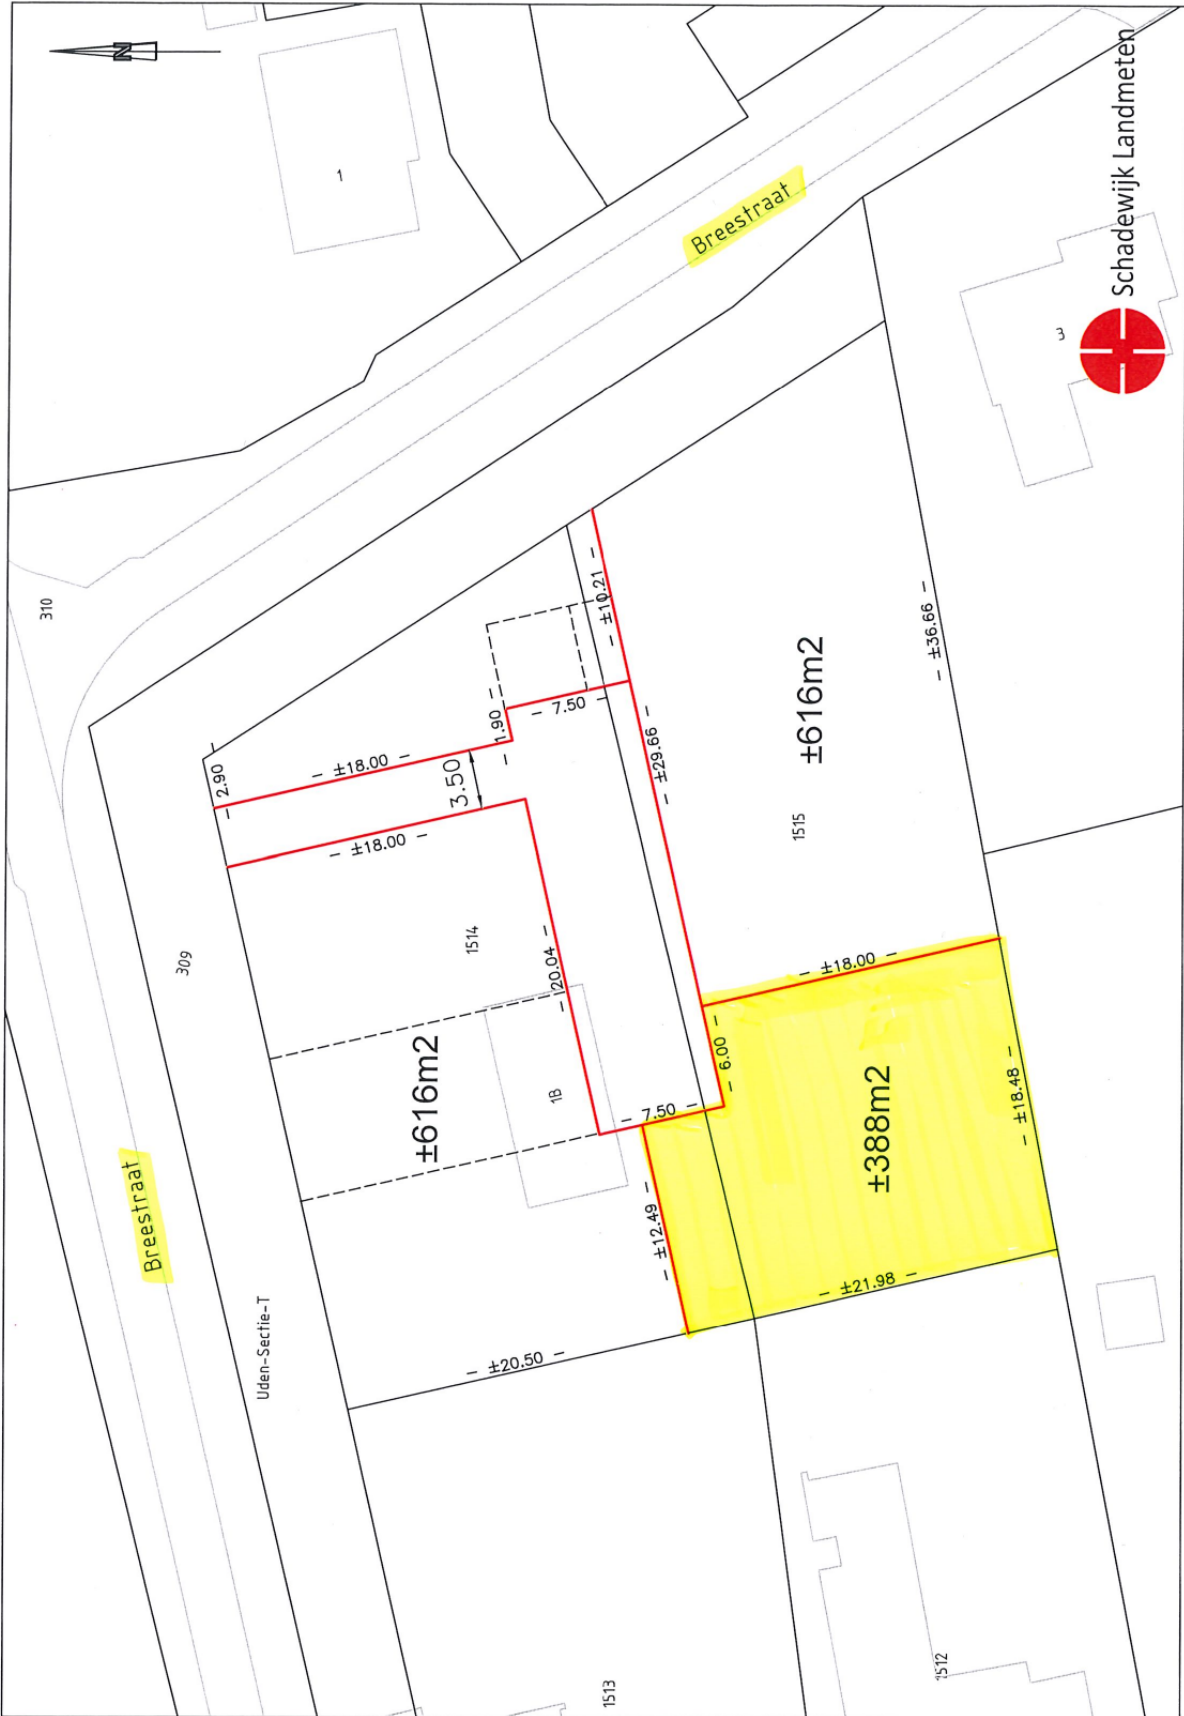 N
1
310
Breestraat
Schadewijk Landmeten
3
309
2.90
±18.00
3.50
±18.00
1.90
7.50
±10.21
±29.66
±616m2
±36.66
1515
1514
20.04
±616m2
1B
7.50
6.00
±18.00
±388m2
±18.48
±12.49
±21.98
±20.50
Breestraat
Uden-Sectie-T
1513
1512